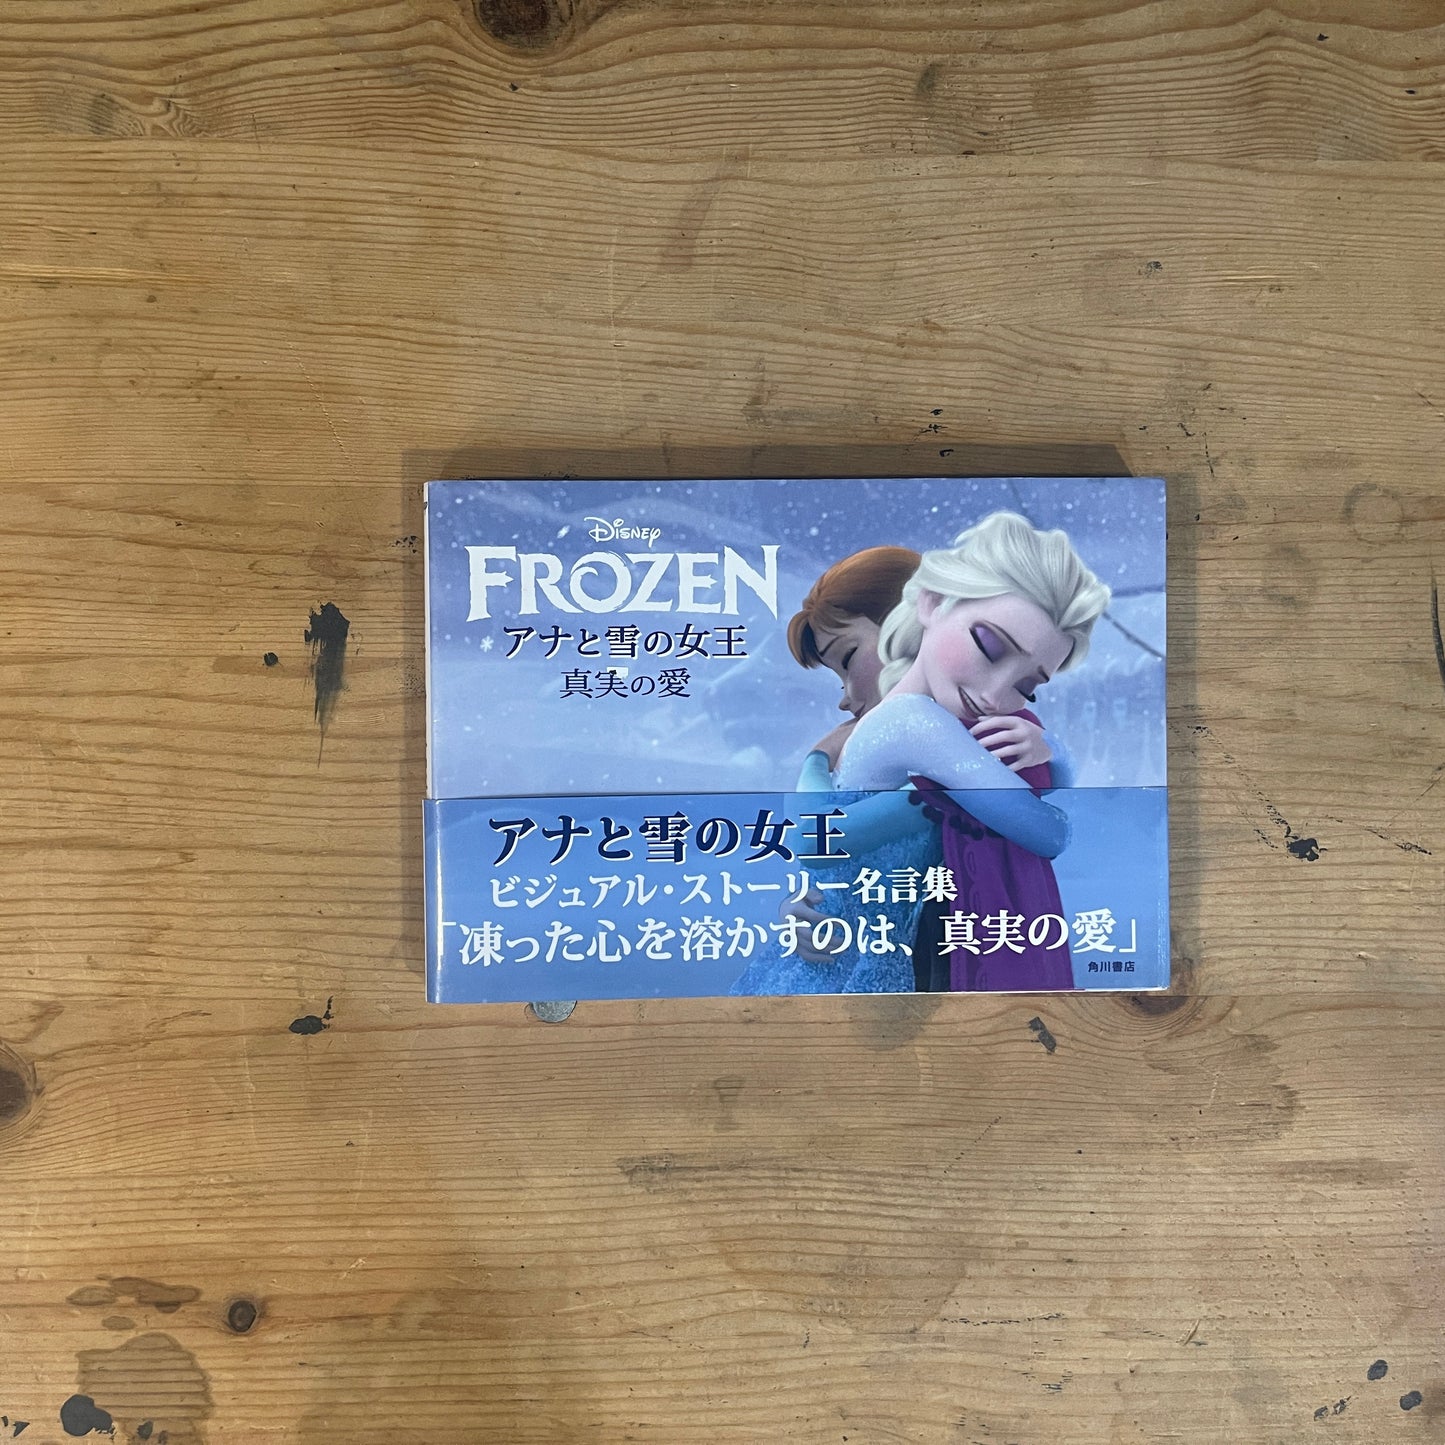 Disney
FROZEN
アナと雪の女王
真実の愛
アナと雪の女王
ビジュアル・ストーリー名言集
「凍った心を溶かすのは、真実の愛」
角川書店